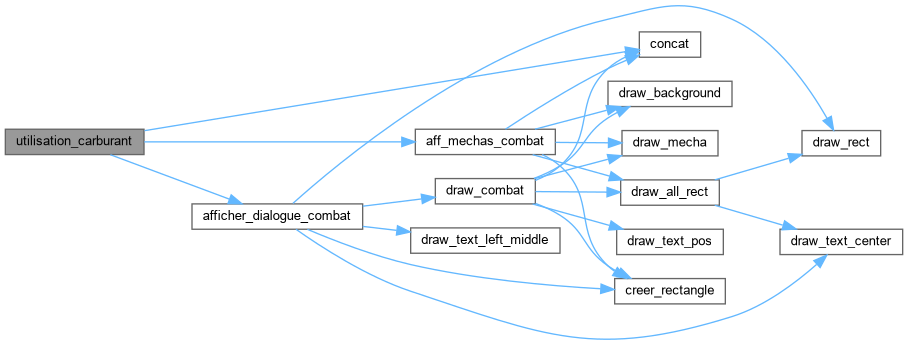 utilisation_carburant
afficher_dialogue_combat
aff_mechas_combat
draw_combat
draw_text_left_middle
concat
draw_background
draw_mecha
draw_all_rect
draw_text_pos
creer_rectangle
draw_rect
draw_text_center